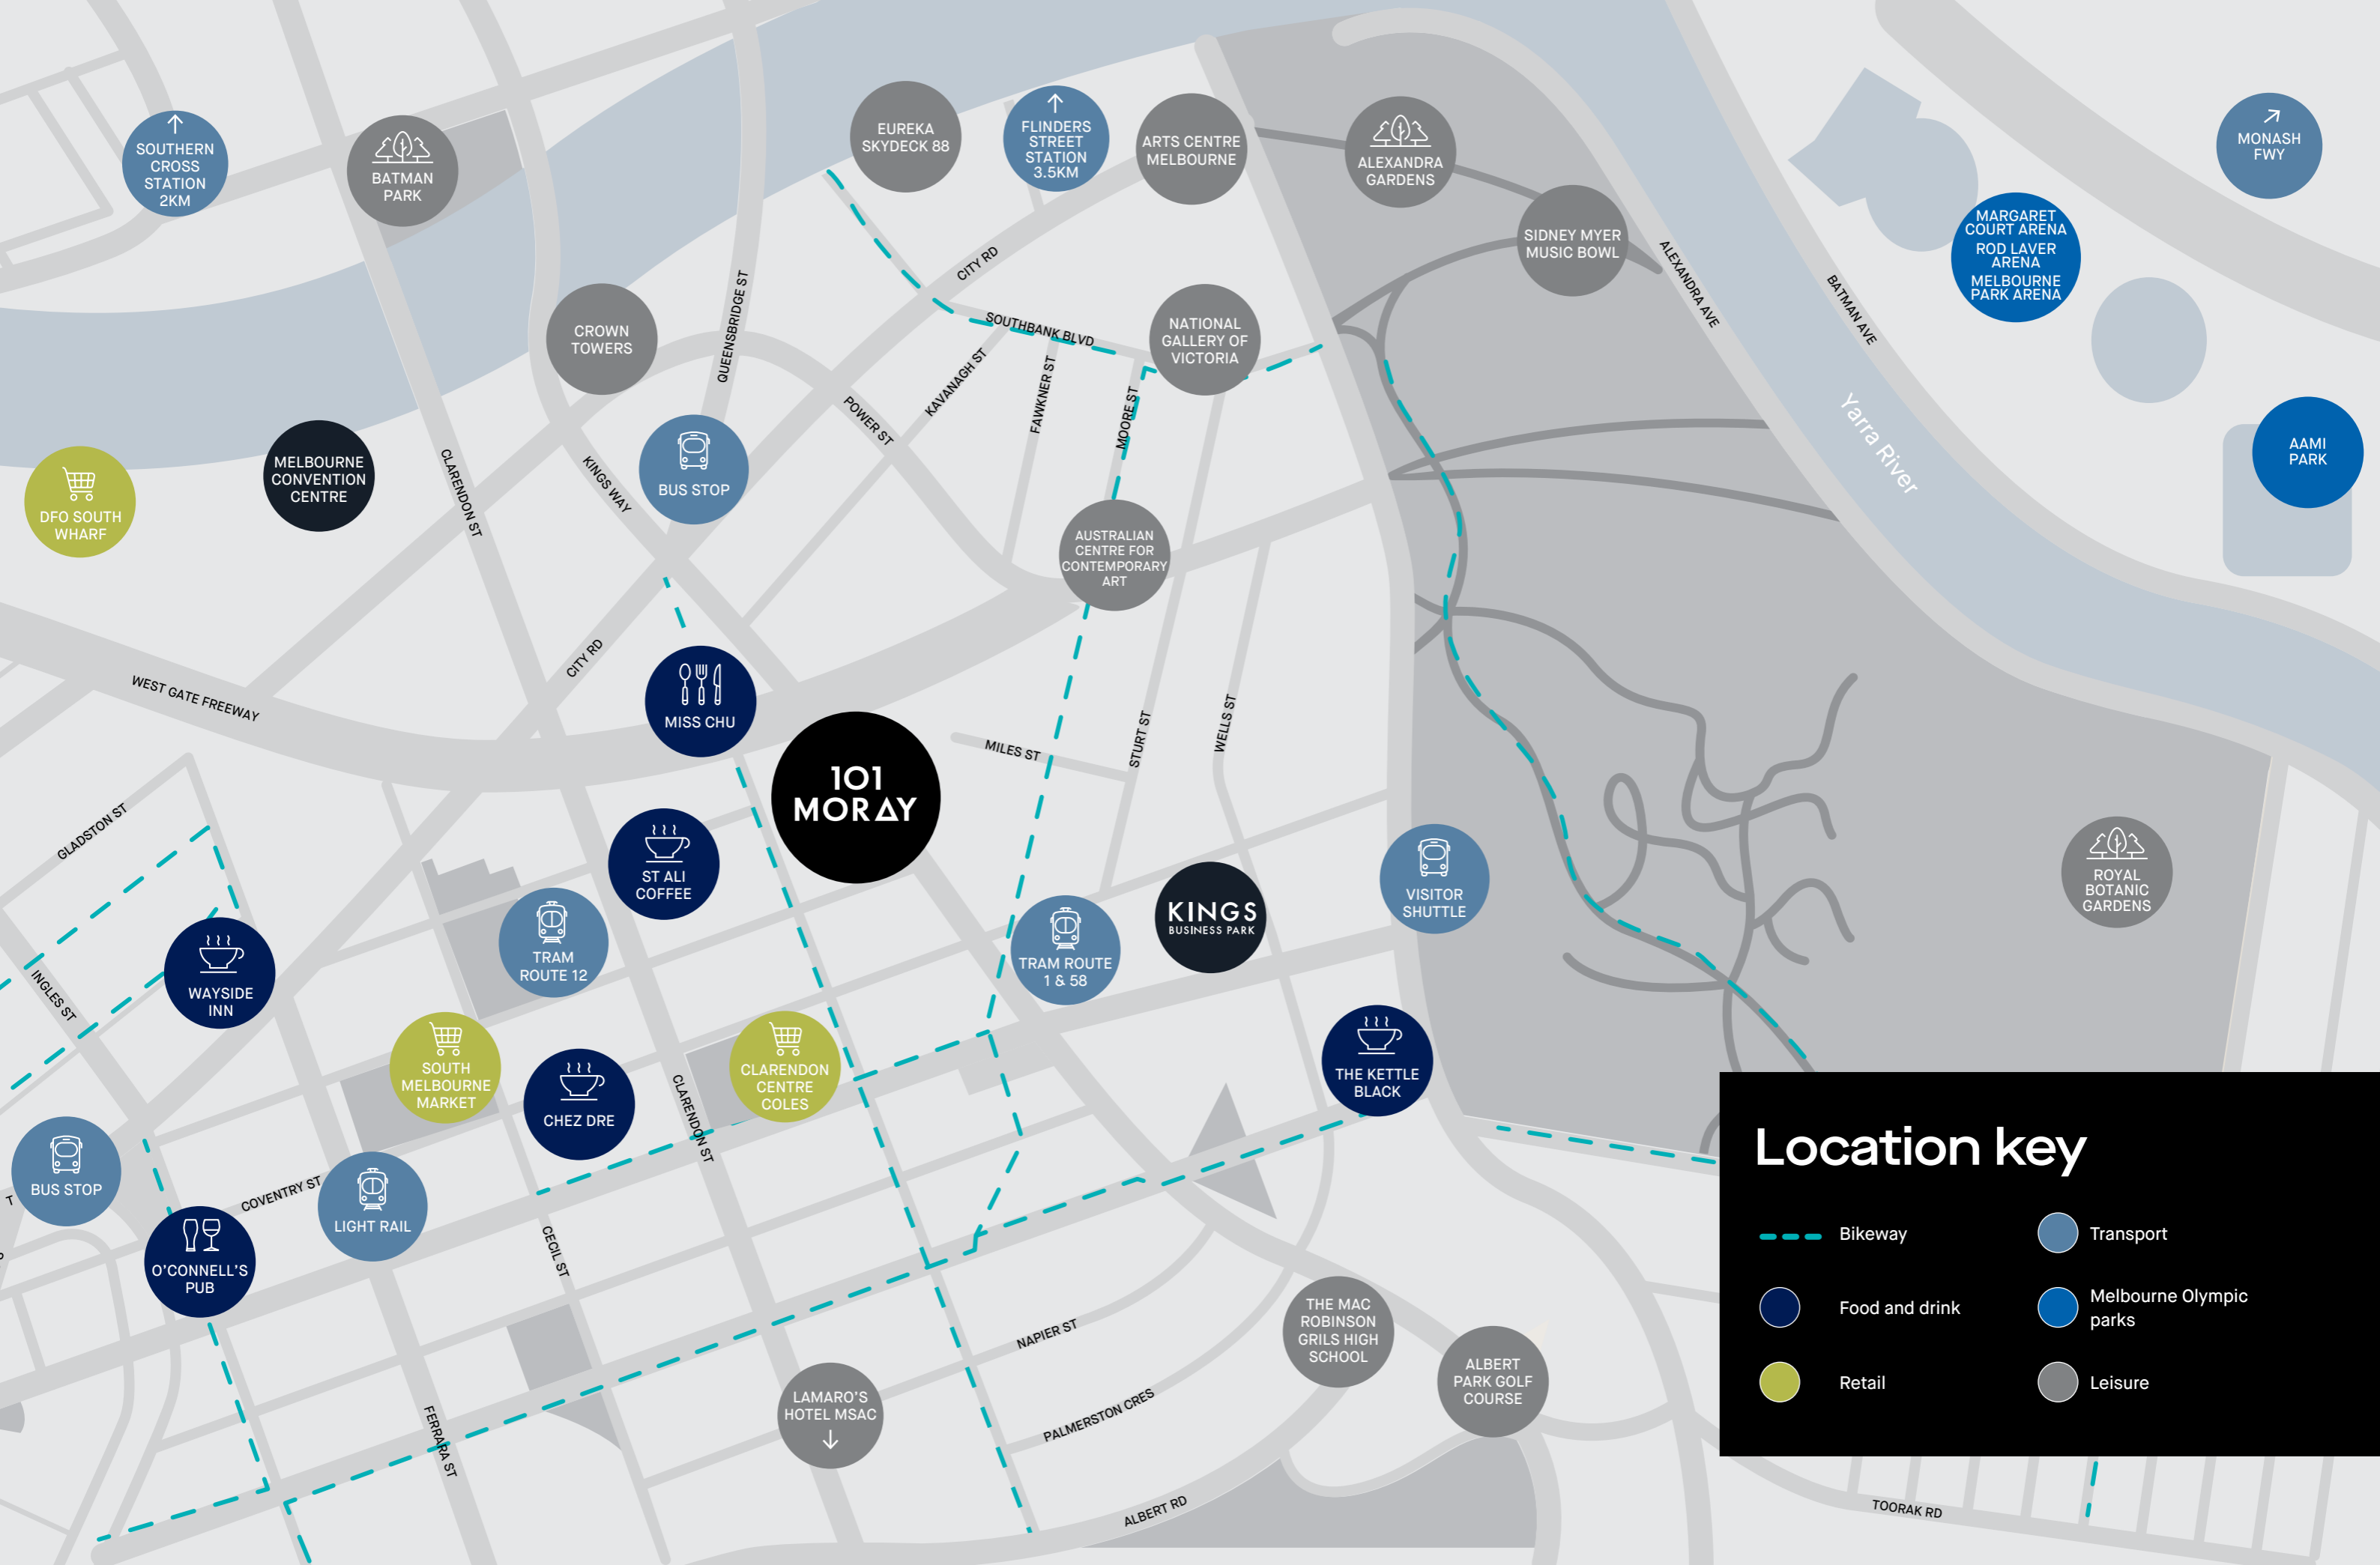 SOUTHERN
CROSS
STATION
2KM
BATMAN
PARK
EUREKA
SKYDECK 88
FLINDERS
STREET
STATION
3.5KM
ARTS CENTRE
MELBOURNE
ALEXANDRA
GARDENS
SIDNEY MYER
MUSIC BOWL
MONASH
FWY
MARGARET
COURT ARENA
ROD LAVER
ARENA
MELBOURNE
PARK ARENA
AAMI
PARK
ALEXANDRA AVE
BATMAN AVE
Yarra River
CITY RD
SOUTHBANK BLVD
QUEENSBRIDGE ST
CROWN
TOWERS
NATIONAL
GALLERY OF
VICTORIA
KAVANAGH ST
FAWKNER ST
MOORE ST
POWER ST
DFO SOUTH
WHARF
MELBOURNE
CONVENTION
CENTRE
CLARENDON ST
KINGS WAY
BUS STOP
AUSTRALIAN
CENTRE FOR
CONTEMPORARY
ART
WEST GATE FREEWAY
CITY RD
MISS CHU
101
MORAY
MILES ST
STURT ST
WELLS ST
GLADSTON ST
ST ALI
COFFEE
TRAM
ROUTE 12
TRAM ROUTE
1 & 58
KINGS
BUSINESS PARK
VISITOR
SHUTTLE
ROYAL
BOTANIC
GARDENS
INGLES ST
WAYSIDE
INN
SOUTH
MELBOURNE
MARKET
CHEZ DRE
CLARENDON
CENTRE
COLES
CLARENDON ST
THE KETTLE
BLACK
BUS STOP
T
COVENTRY ST
LIGHT RAIL
O'CONNELL'S
PUB
CECIL ST
FERRARA ST
NAPIER ST
PALMERSTON CRES
LAMARO'S
HOTEL MSAC
THE MAC
ROBINSON
GRILS HIGH
SCHOOL
ALBERT
PARK GOLF
COURSE
ALBERT RD
TOORAK RD
Location key
Bikeway
Transport
Food and drink
Melbourne Olympic
parks
Retail
Leisure